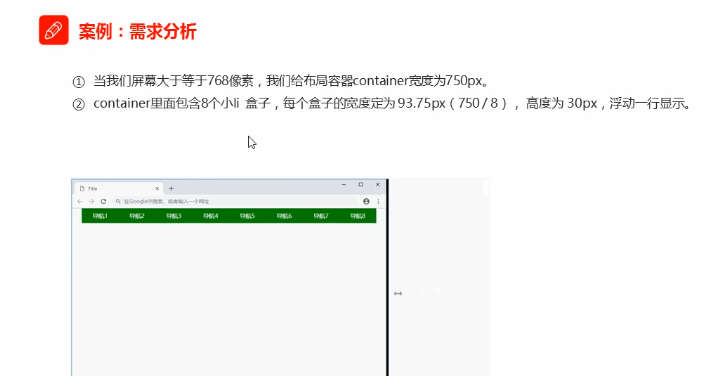 案例：需求分析
① 当我们屏幕大于等于768像素，我们给布局容器container宽度为750px。
② container里面包含8个小li 盒子，每个盒子的宽度定为 93.75px（750 / 8），高度为 30px，浮动一行显示。
Title
在Google中搜索，或者输入一个网址
导航1 导航2 导航3 导航4 导航5 导航6 导航7 导航8